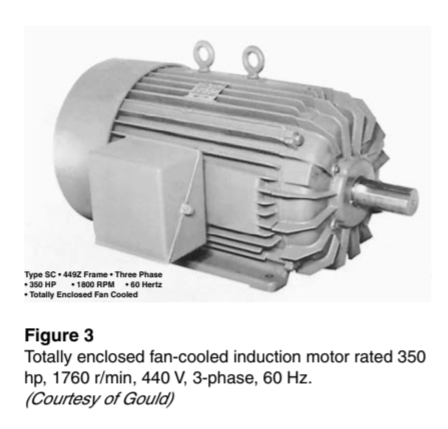 Type SC • 449Z Frame • Three Phase
• 350 HP • 1800 RPM • 60 Hertz
• Totally Enclosed Fan Cooled
Figure 3
Totally enclosed fan-cooled induction motor rated 350
hp, 1760 r/min, 440 V, 3-phase, 60 Hz.
(Courtesy of Gould)